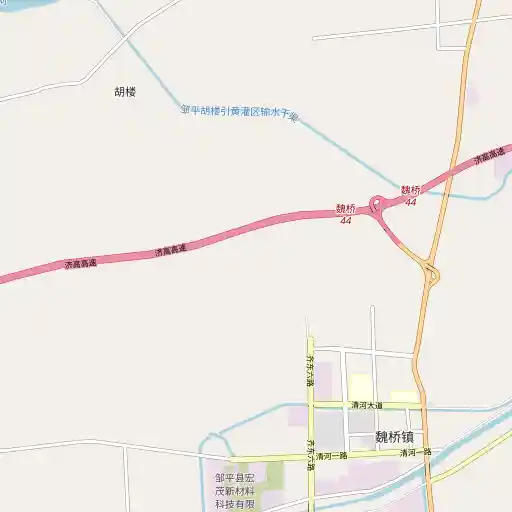 胡楼
邹平胡楼引黄灌区输水干渠
济高高速
魏桥
44
魏桥
44
济高高速
济高高速
齐东六路
清河大道
魏桥镇
齐东六路
清河一路
清河一路
邹平县宏
茂新材料
科技有限